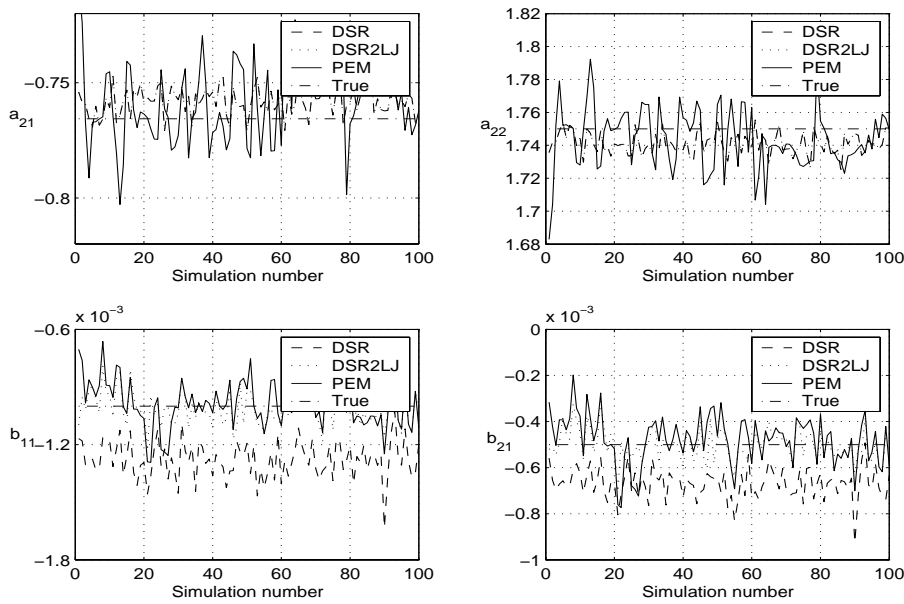 DSR
DSR2LJ
PEM
True
−0.75
−0.8
a21
0 20 40 60 80 100
Simulation number
1.82
1.8
1.78
1.76
1.74
1.72
1.7
1.68
a22
DSR
DSR2LJ
PEM
True
0 20 40 60 80 100
Simulation number
x 10−3
−0.6
−1.2
−1.8
b11
DSR
DSR2LJ
PEM
True
0 20 40 60 80 100
Simulation number
x 10−3
0
−0.2
−0.4
−0.6
−0.8
−1
b21
DSR
DSR2LJ
PEM
True
0 20 40 60 80 100
Simulation number